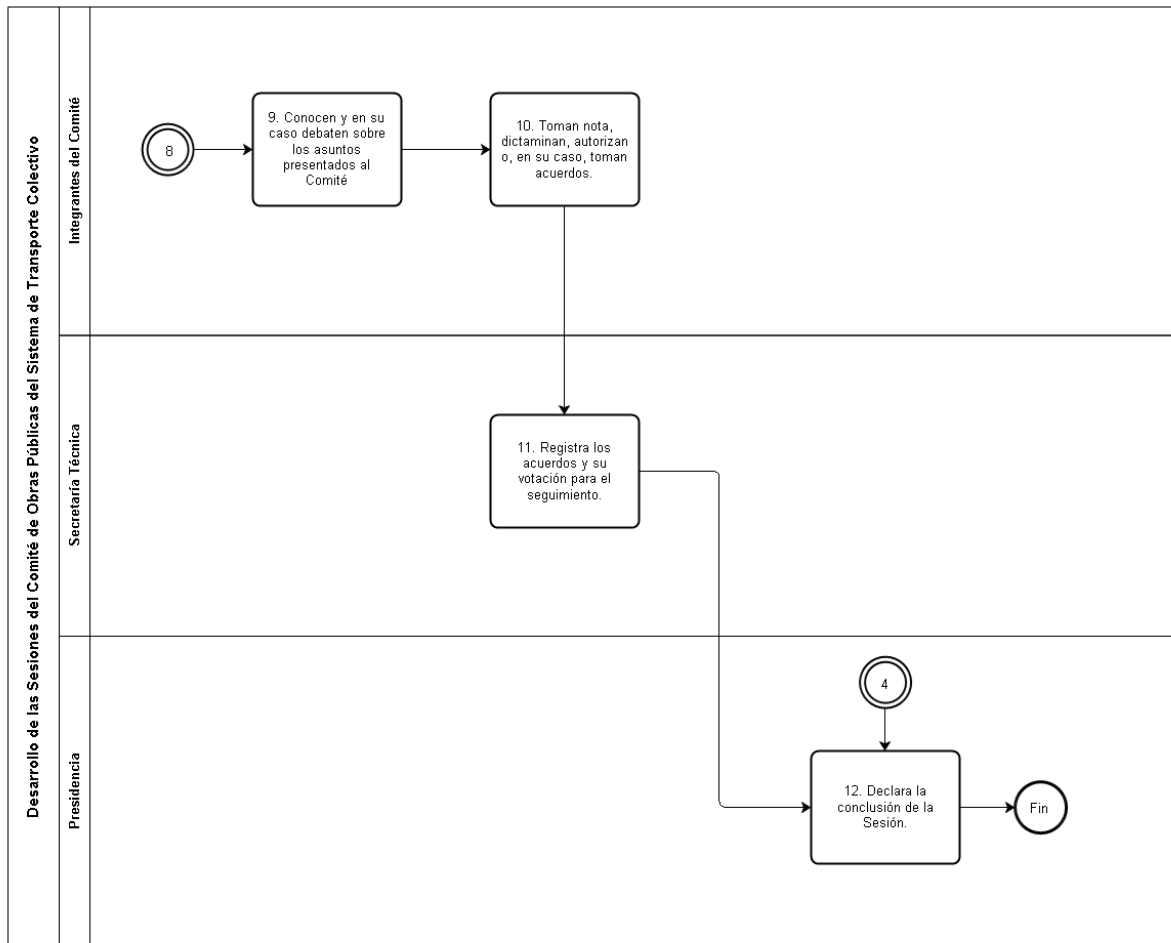 Desarrollo de las Sesiones del Comité de Obras Públicas del Sistema de Transporte Colectivo
Integrantes del Comité
8
9. Conocen y en su
caso debaten sobre
los asuntos
presentados al
Comité
10. Toman nota,
dictaminan, autorizan
o, en su caso, toman
acuerdos.
Secretaría Técnica
11. Registra los
acuerdos y su
votación para el
seguimiento.
Presidencia
4
12. Declara la
conclusión de la
Sesión.
Fin